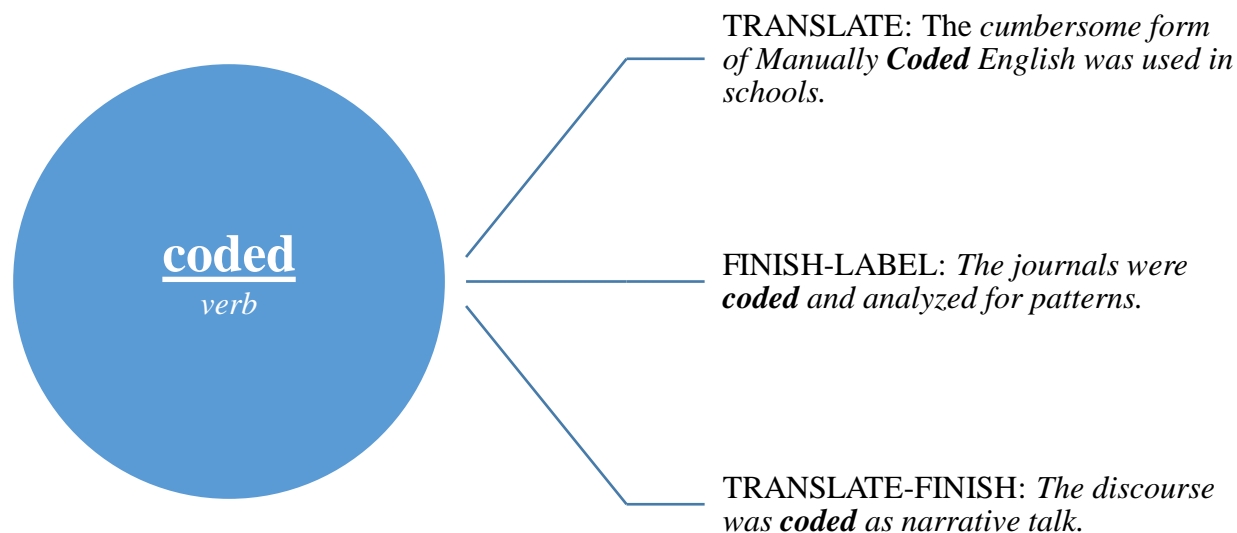 coded
verb
TRANSLATE: The cumbersome form
of Manually Coded English was used in
schools.
FINISH-LABEL: The journals were
coded and analyzed for patterns.
TRANSLATE-FINISH: The discourse
was coded as narrative talk.